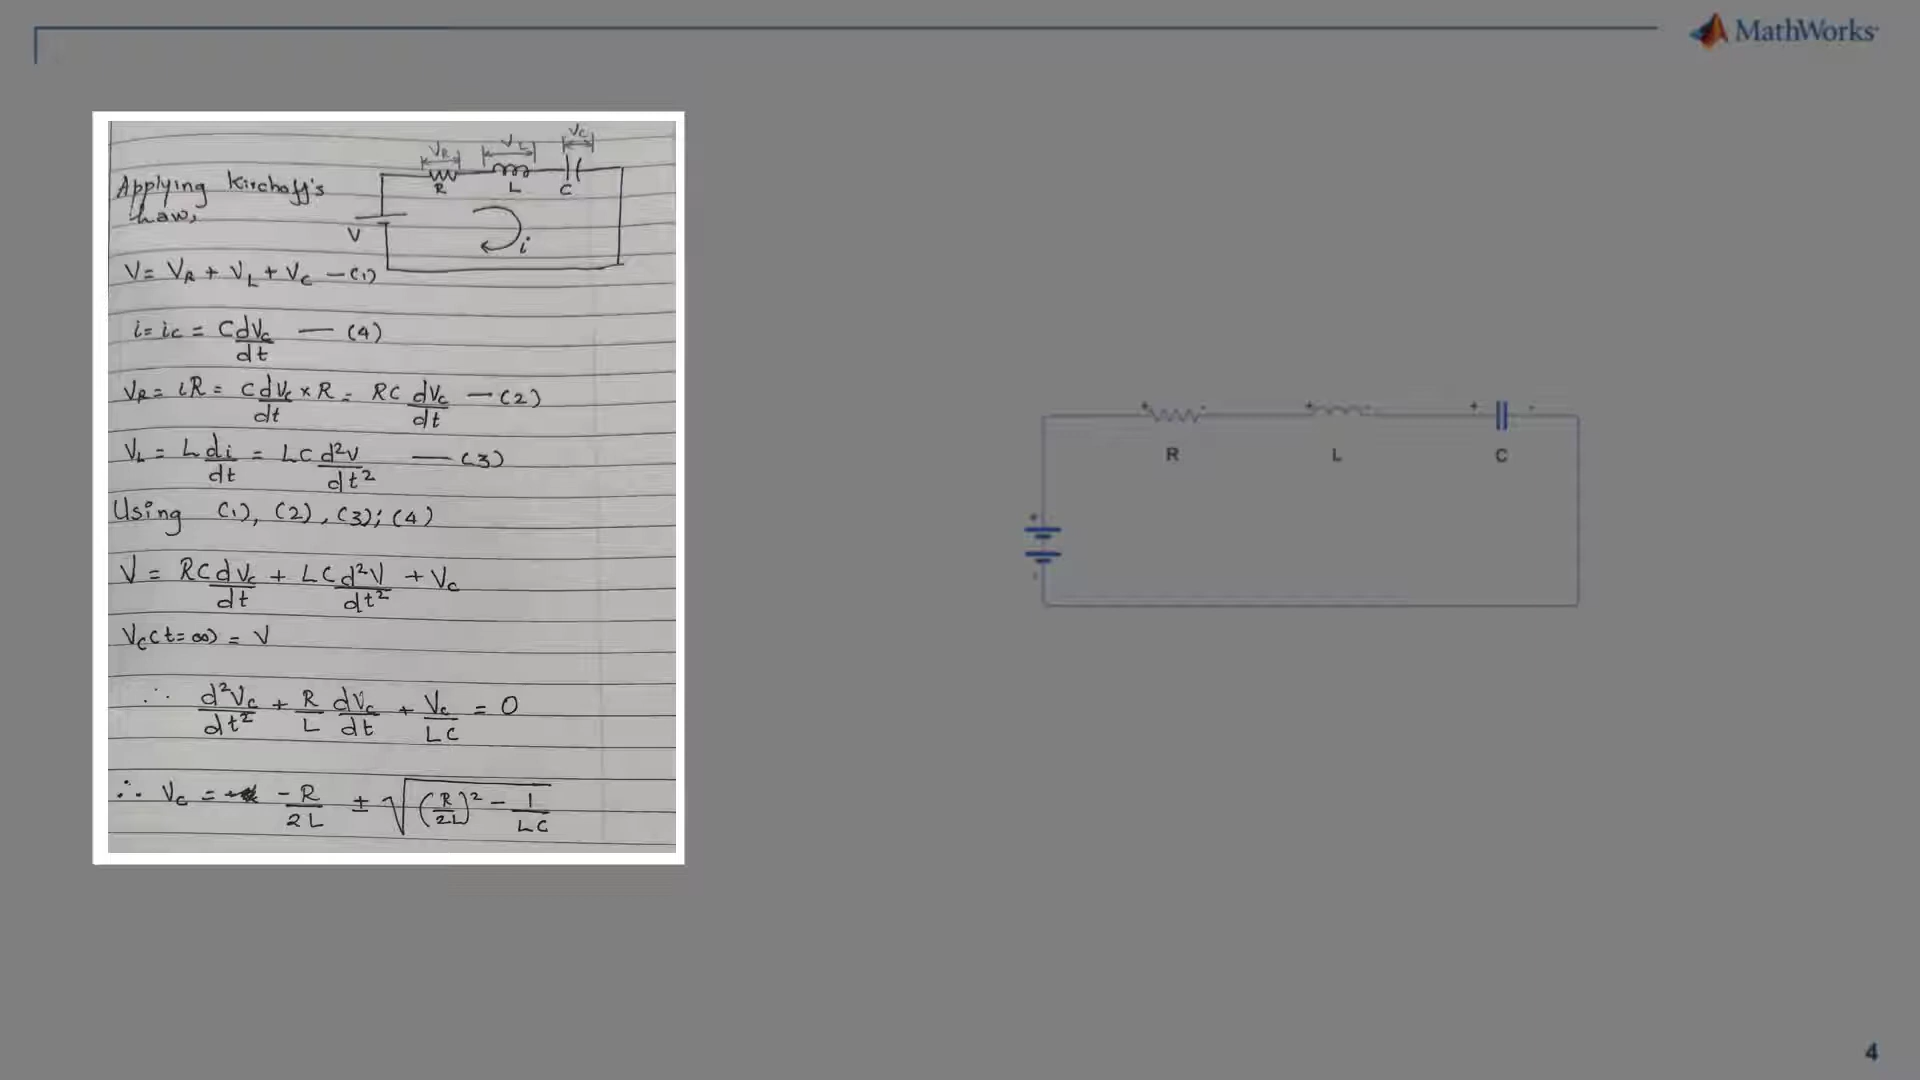 MathWorks
V_R V_L V_C
R L C
Applying Kirchoff's
Law,
V
i
V = V_R + V_L + V_C — (1)
i = i_C = C dV_C/dt — (4)
V_R = iR = C dV_C/dt × R = RC dV_C/dt — (2)
V_L = L di/dt = LC d²V/dt² — (3)
Using (1), (2), (3); (4)
V = RC dV_C/dt + LC d²V/dt² + V_C
V_C(t=∞) = V
∴ d²V_C/dt² + R/L dV_C/dt + V_C/LC = 0
∴ V_C = -R/2L ± √((R/2L)² - 1/LC)
+ - + - + -
R L C
+
-
4